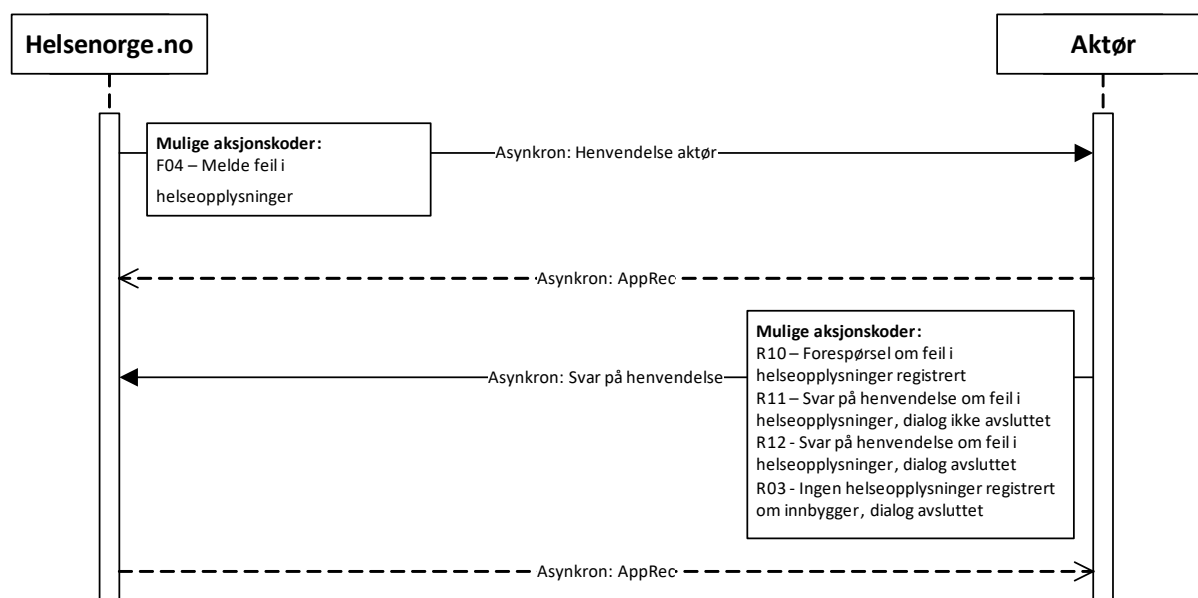 Helsenorge.no
Aktør
Mulige aksjonskoder:
F04 – Melde feil i
helseopplysninger
Asynkron: Henvendelse aktør
Asynkron: AppRec
Mulige aksjonskoder:
R10 – Forespørsel om feil i
helseopplysninger registrert
R11 – Svar på henvendelse om feil i
helseopplysninger, dialog ikke avsluttet
R12 - Svar på henvendelse om feil i
helseopplysninger, dialog avsluttet
R03 - Ingen helseopplysninger registrert
om innbygger, dialog avsluttet
Asynkron: Svar på henvendelse
Asynkron: AppRec